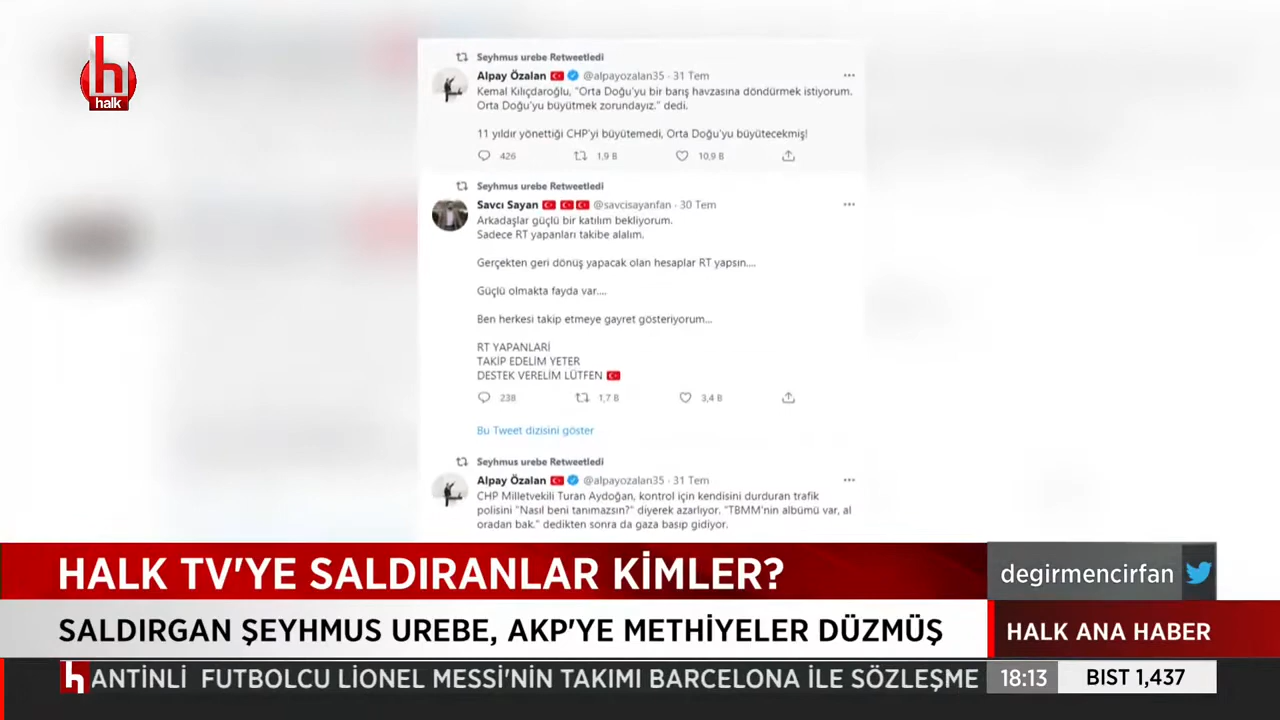 h
halk
Seyhmus urebe Retweetledi
Alpay Özalan @alpayozalan35 · 31 Tem
Kemal Kılıçdaroğlu, "Orta Doğu'yu bir barış havzasına döndürmek istiyorum.
Orta Doğu'yu büyütmek zorundayız." dedi.
11 yıldır yönettiği CHP'yi büyütemedi, Orta Doğu'yu büyütecekmiş!
426 1,9 B 10,9 B
Seyhmus urebe Retweetledi
Savcı Sayan @savcisayanfan · 30 Tem
Arkadaşlar güçlü bir katılım bekliyorum.
Sadece RT yapanları takibe alalım.
Gerçekten geri dönüş yapacak olan hesaplar RT yapsın....
Güçlü olmakta fayda var....
Ben herkesi takip etmeye gayret gösteriyorum...
RT YAPANLARİ
TAKİP EDELİM YETER
DESTEK VERELİM LÜTFEN
238 1,7 B 3,4 B
Bu Tweet dizisini göster
Seyhmus urebe Retweetledi
Alpay Özalan @alpayozalan35 · 31 Tem
CHP Milletvekili Turan Aydoğan, kontrol için kendisini durduran trafik
polisini "Nasıl beni tanımazsın?" diyerek azarlıyor. "TBMM'nin albümü var, al
oradan bak." dedikten sonra da gaza basıp gidiyor.
HALK TV'YE SALDIRANLAR KİMLER?
degirmencirfan
SALDIRGAN ŞEYHMUS UREBE, AKP'YE METHİYELER DÜZMÜŞ
HALK ANA HABER
h ANTİNLİ FUTBOLCU LİONEL MESSİ'NİN TAKIMI BARCELONA İLE SÖZLEŞME
18:13 BIST 1,437